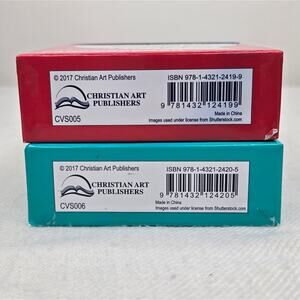 © 2017 Christian Art Publishers
ISBN 978-1-4321-2419-9
CHRISTIAN ART
PUBLISHERS
9 781432 124199
CVS005
Made in China
Images used under license from Shutterstock.com
© 2017 Christian Art Publishers
ISBN 978-1-4321-2420-5
CHRISTIAN ART
PUBLISHERS
9 781432 124205
CVS006
Made in China
Images used under license from Shutterstock.com